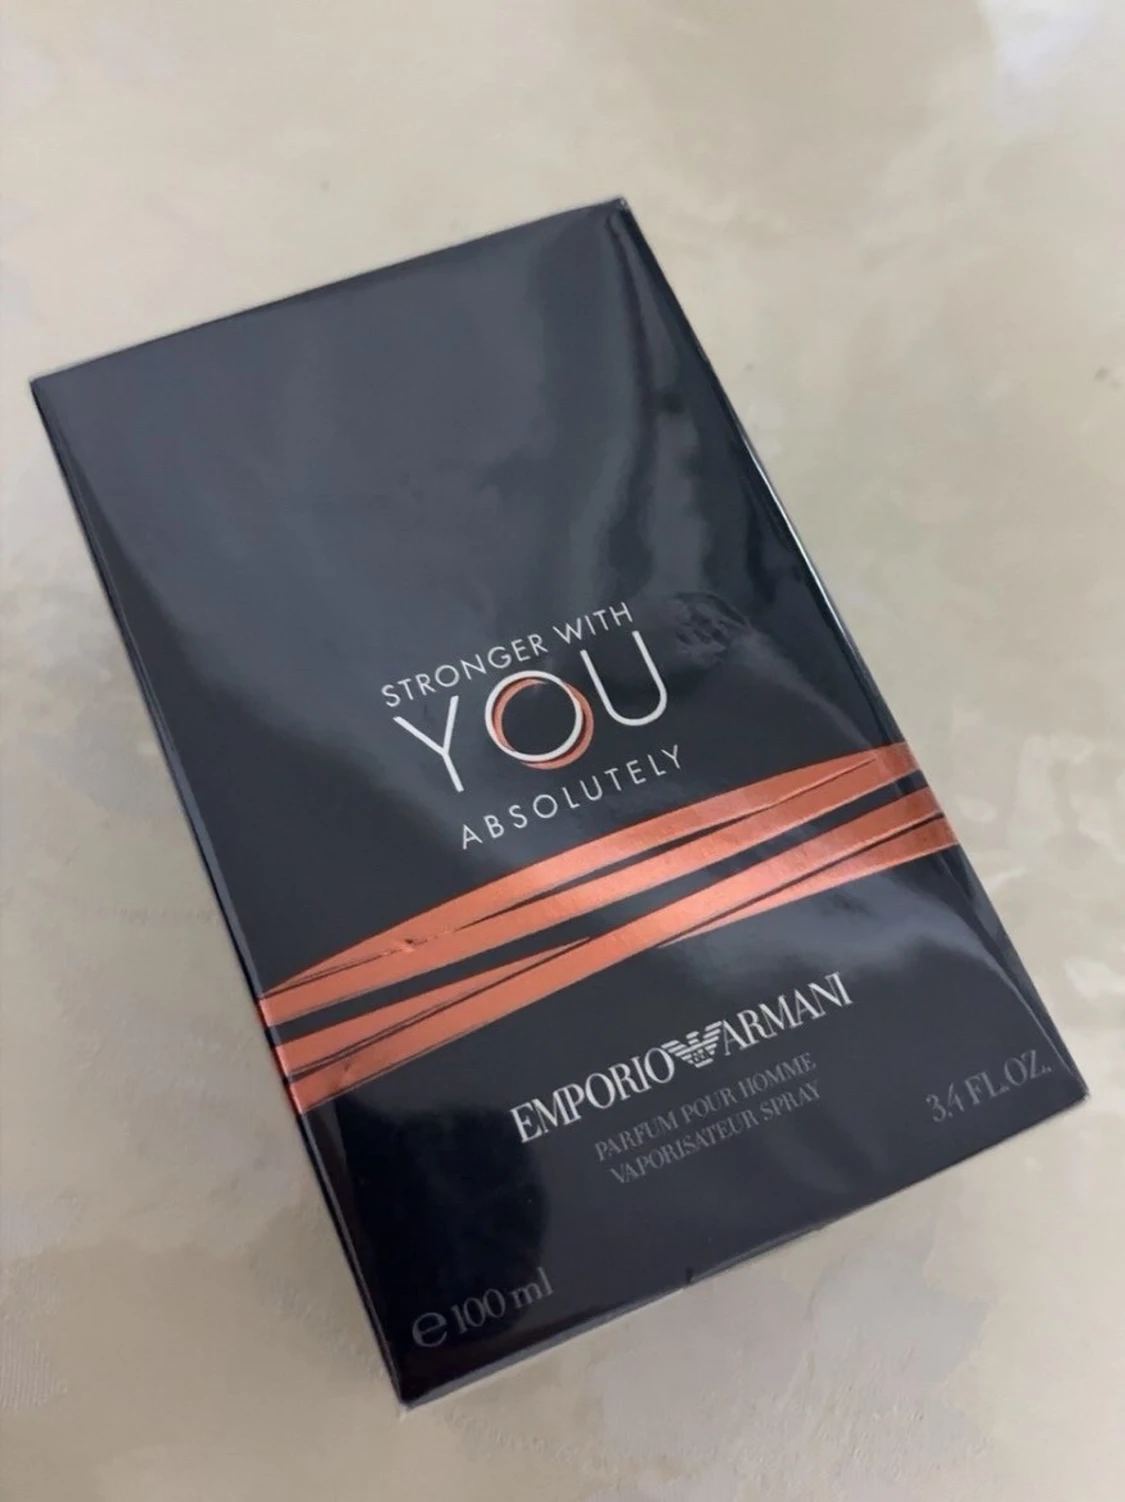 STRONGER WITH
YOU
ABSOLUTELY
EMPORIO ARMANI
PARFUM POUR HOMME
VAPORISATEUR SPRAY
3.4 FL.OZ.
e 100 ml